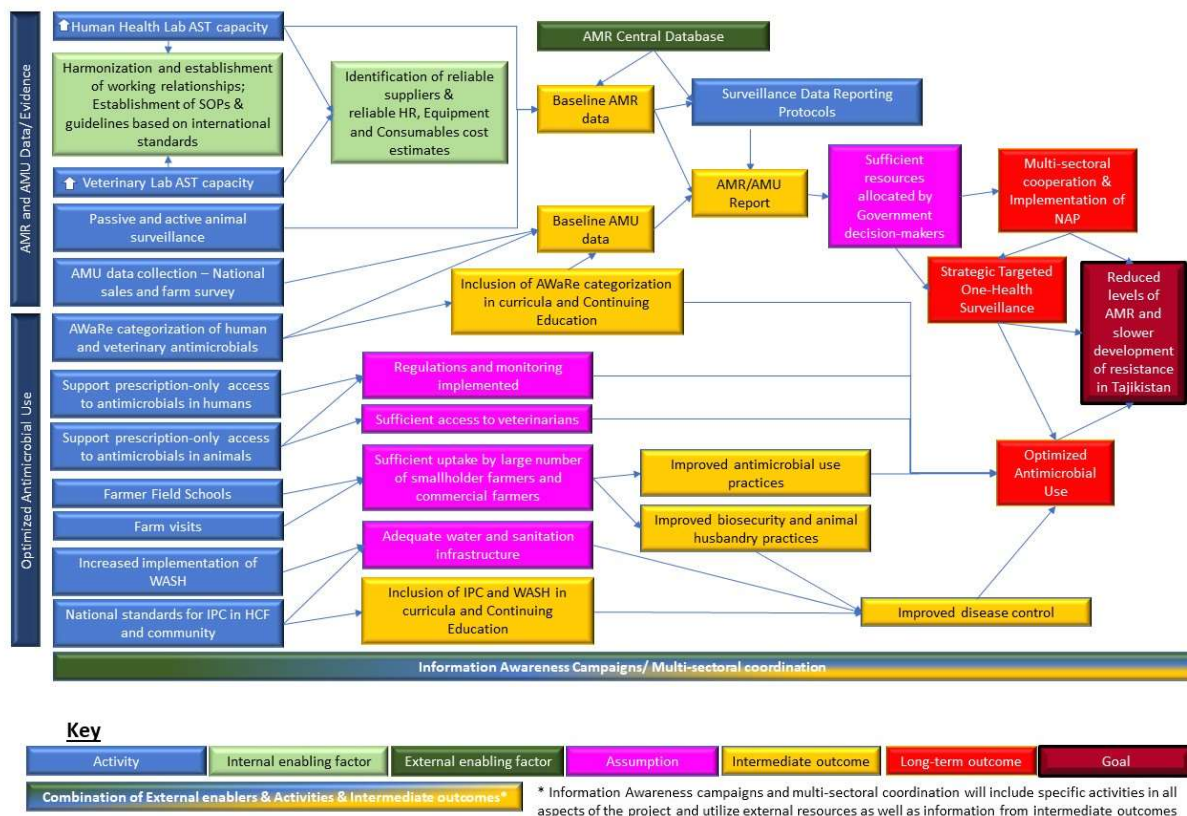 AMR and AMU Data/ Evidence
Human Health Lab AST capacity
Harmonization and establishment
of working relationships;
Establishment of SOPs &
guidelines based on international
standards
Veterinary Lab AST capacity
Passive and active animal
surveillance
AMU data collection – National
sales and farm survey
Identification of reliable
suppliers &
reliable HR, Equipment
and Consumables cost
estimates
AMR Central Database
Baseline AMR
data
Surveillance Data Reporting
Protocols
AMR/AMU
Report
Baseline AMU
data
Inclusion of AWaRe categorization
in curricula and Continuing
Education
Sufficient
resources
allocated by
Government
decision-makers
Multi-sectoral
cooperation &
Implementation of
NAP
Strategic Targeted
One-Health
Surveillance
Reduced
levels of
AMR and
slower
development
of resistance
in Tajikistan
Optimized Antimicrobial Use
AWaRe categorization of human
and veterinary antimicrobials
Support prescription-only access
to antimicrobials in humans
Support prescription-only access
to antimicrobials in animals
Farmer Field Schools
Farm visits
Increased implementation of
WASH
National standards for IPC in HCF
and community
Regulations and monitoring
implemented
Sufficient access to veterinarians
Sufficient uptake by large number
of smallholder farmers and
commercial farmers
Adequate water and sanitation
infrastructure
Inclusion of IPC and WASH in
curricula and Continuing
Education
Improved antimicrobial use
practices
Improved biosecurity and animal
husbandry practices
Improved disease control
Optimized
Antimicrobial
Use
Information Awareness Campaigns/ Multi-sectoral coordination
Key
Activity
Internal enabling factor
External enabling factor
Assumption
Intermediate outcome
Long-term outcome
Goal
Combination of External enablers & Activities & Intermediate outcomes*
* Information Awareness campaigns and multi-sectoral coordination will include specific activities in all
aspects of the project and utilize external resources as well as information from intermediate outcomes